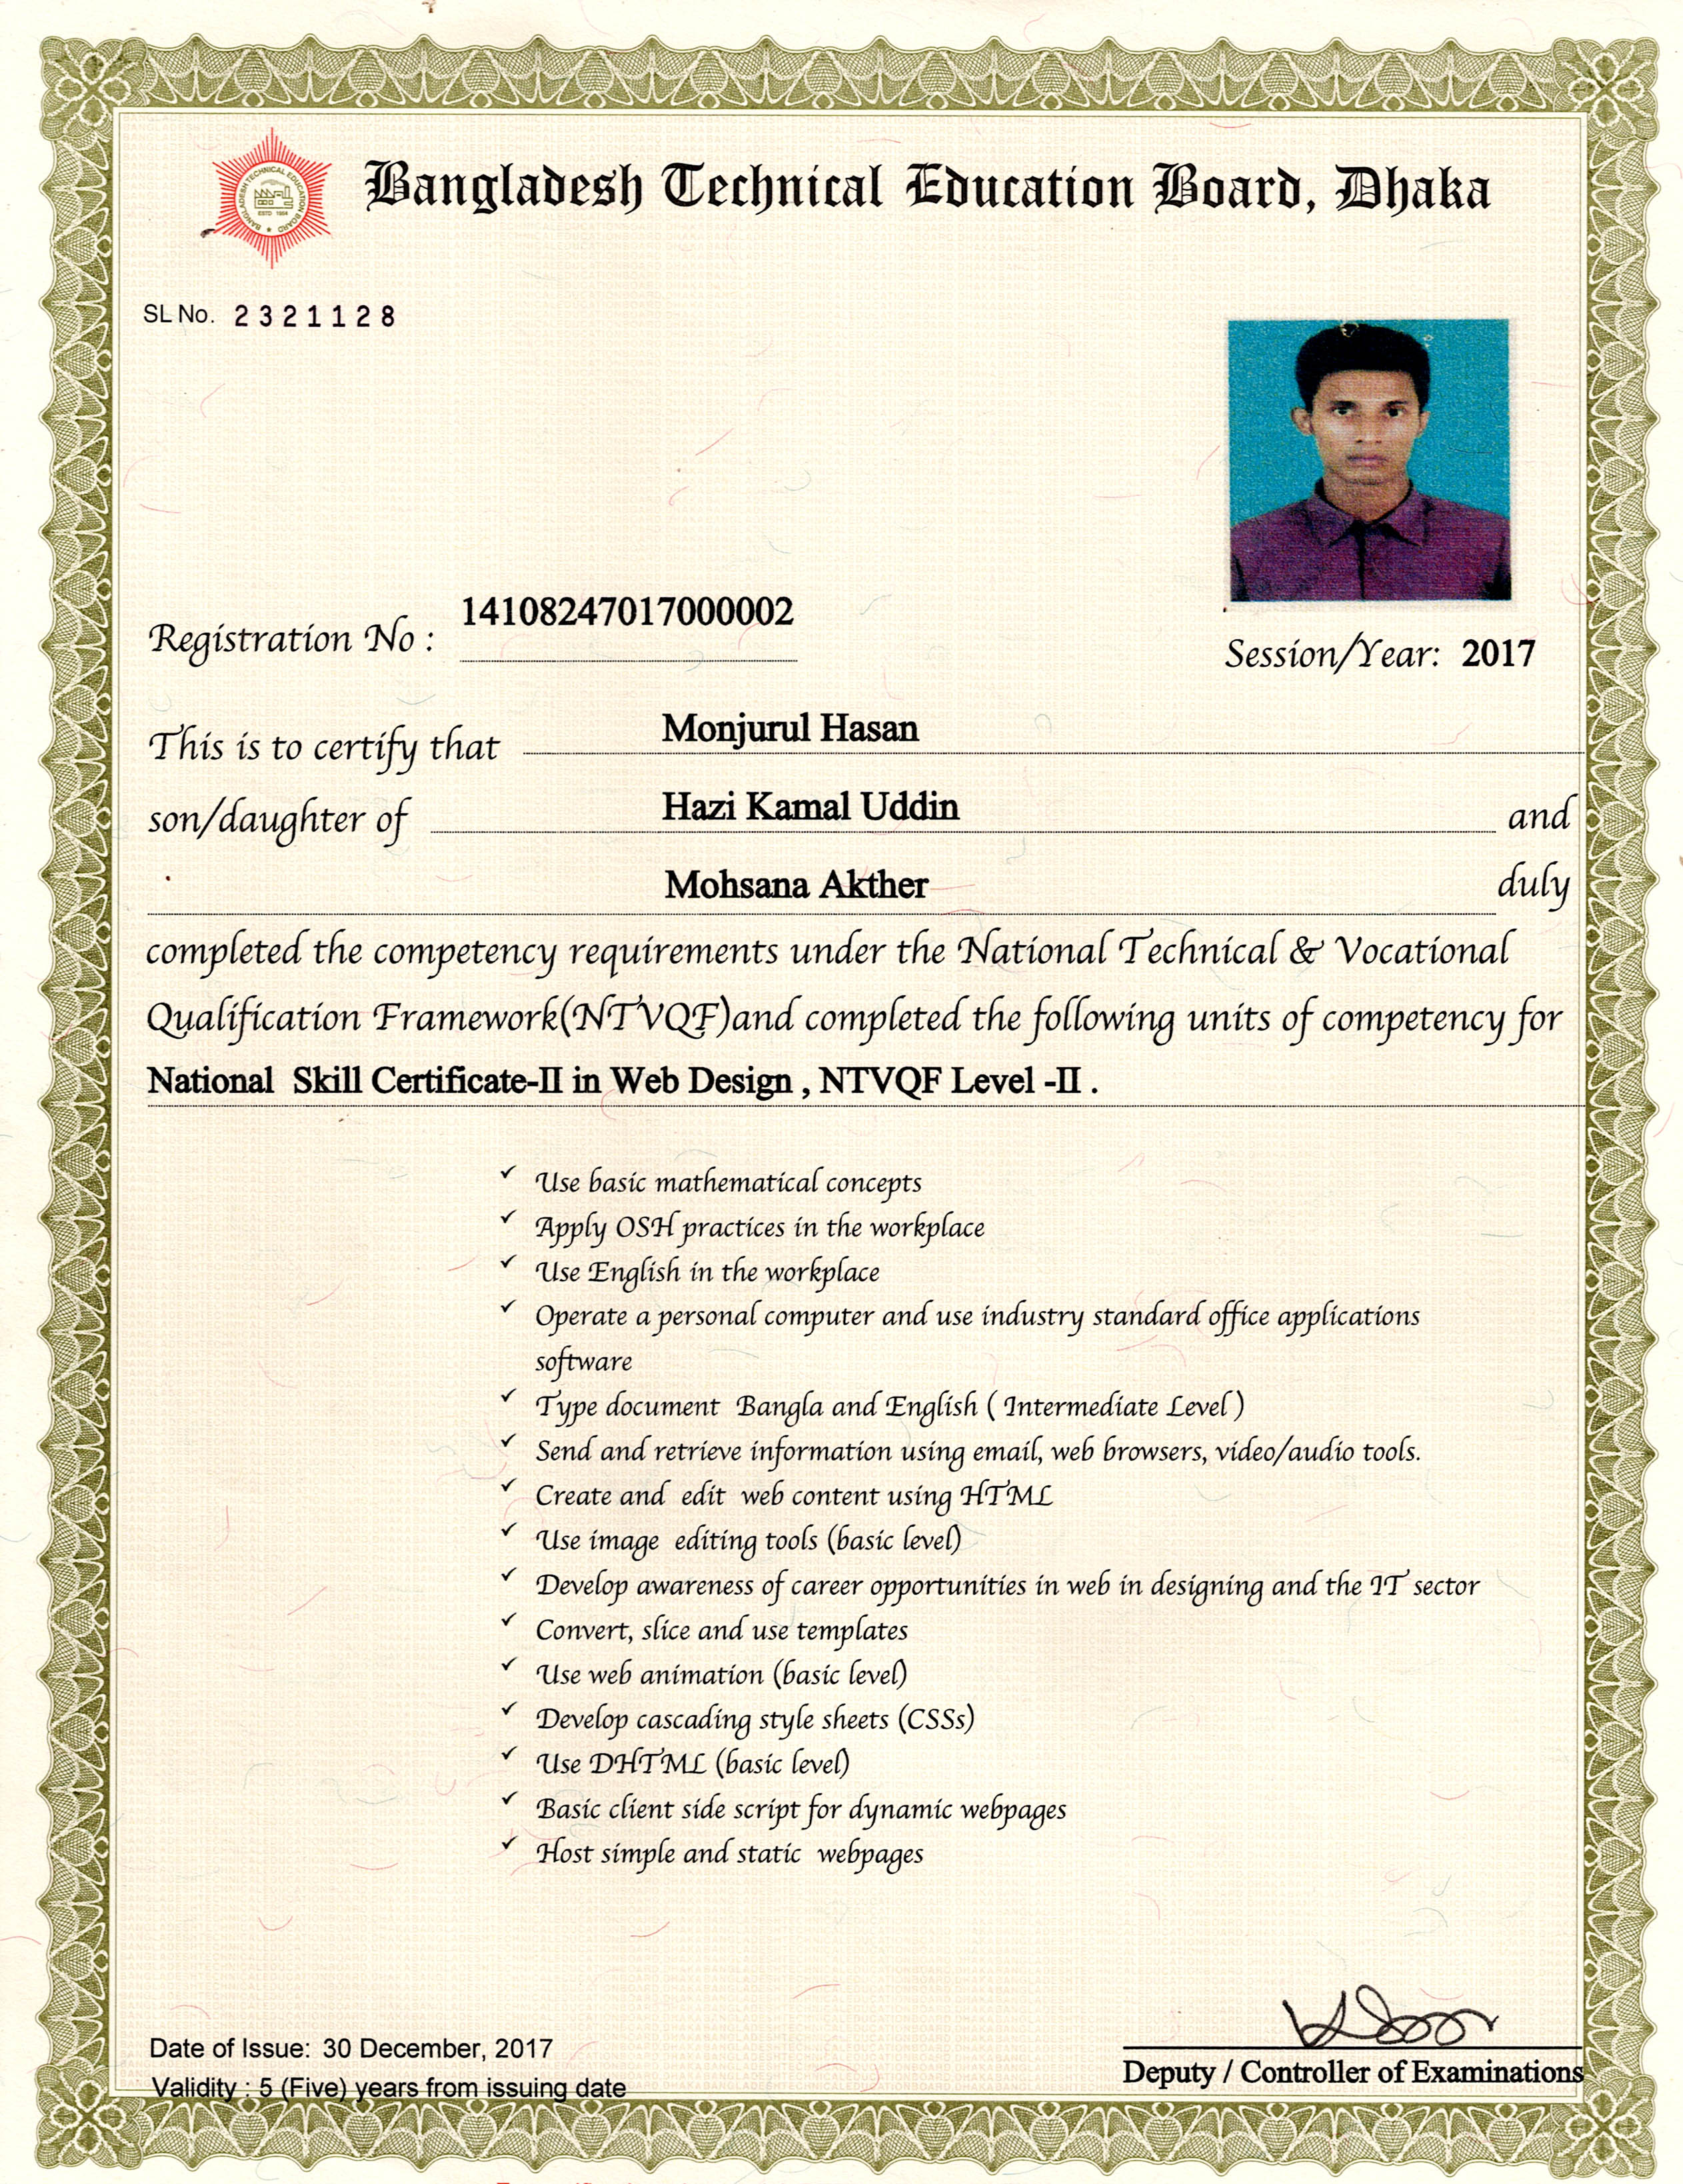 Bangladesh Technical Education Board, Dhaka
BANGLADESH TECHNICAL EDUCATION BOARD
ESTD 1954
SL No. 2321128
Registration No : 14108247017000002
Session/Year: 2017
This is to certify that Monjurul Hasan
son/daughter of Hazi Kamal Uddin and
Mohsana Akther duly
completed the competency requirements under the National Technical & Vocational
Qualification Framework(NTVQF)and completed the following units of competency for
National Skill Certificate-II in Web Design , NTVQF Level -II .
✓ Use basic mathematical concepts
✓ Apply OSH practices in the workplace
✓ Use English in the workplace
✓ Operate a personal computer and use industry standard office applications
software
✓ Type document Bangla and English ( Intermediate Level )
✓ Send and retrieve information using email, web browsers, video/audio tools.
✓ Create and edit web content using HTML
✓ Use image editing tools (basic level)
✓ Develop awareness of career opportunities in web in designing and the IT sector
✓ Convert, slice and use templates
✓ Use web animation (basic level)
✓ Develop cascading style sheets (CSSs)
✓ Use DHTML (basic level)
✓ Basic client side script for dynamic webpages
✓ Host simple and static webpages
Date of Issue: 30 December, 2017
Validity : 5 (Five) years from issuing date
Deputy / Controller of Examinations